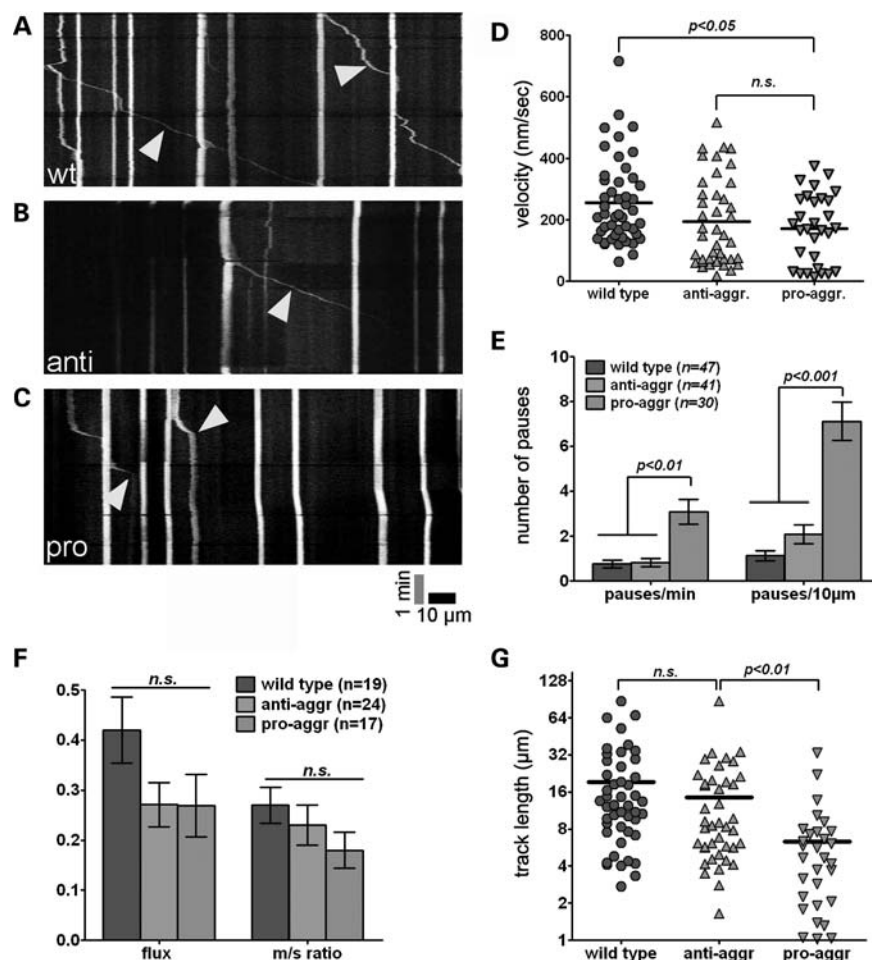 A
wt
B
anti
C
pro
1 min
10 µm
D
p<0.05
n.s.
800
600
400
200
0
velocity (nm/sec)
wild type
anti-aggr.
pro-aggr.
E
wild type (n=47)
anti-aggr (n=41)
pro-aggr (n=30)
p<0.001
p<0.01
10
8
6
4
2
0
number of pauses
pauses/min
pauses/10µm
F
n.s.
wild type (n=19)
anti-aggr (n=24)
pro-aggr (n=17)
n.s.
0.5
0.4
0.3
0.2
0.1
0.0
flux
m/s ratio
G
n.s.
p<0.01
128
64
32
16
8
4
2
1
track length (µm)
wild type
anti-aggr
pro-aggr